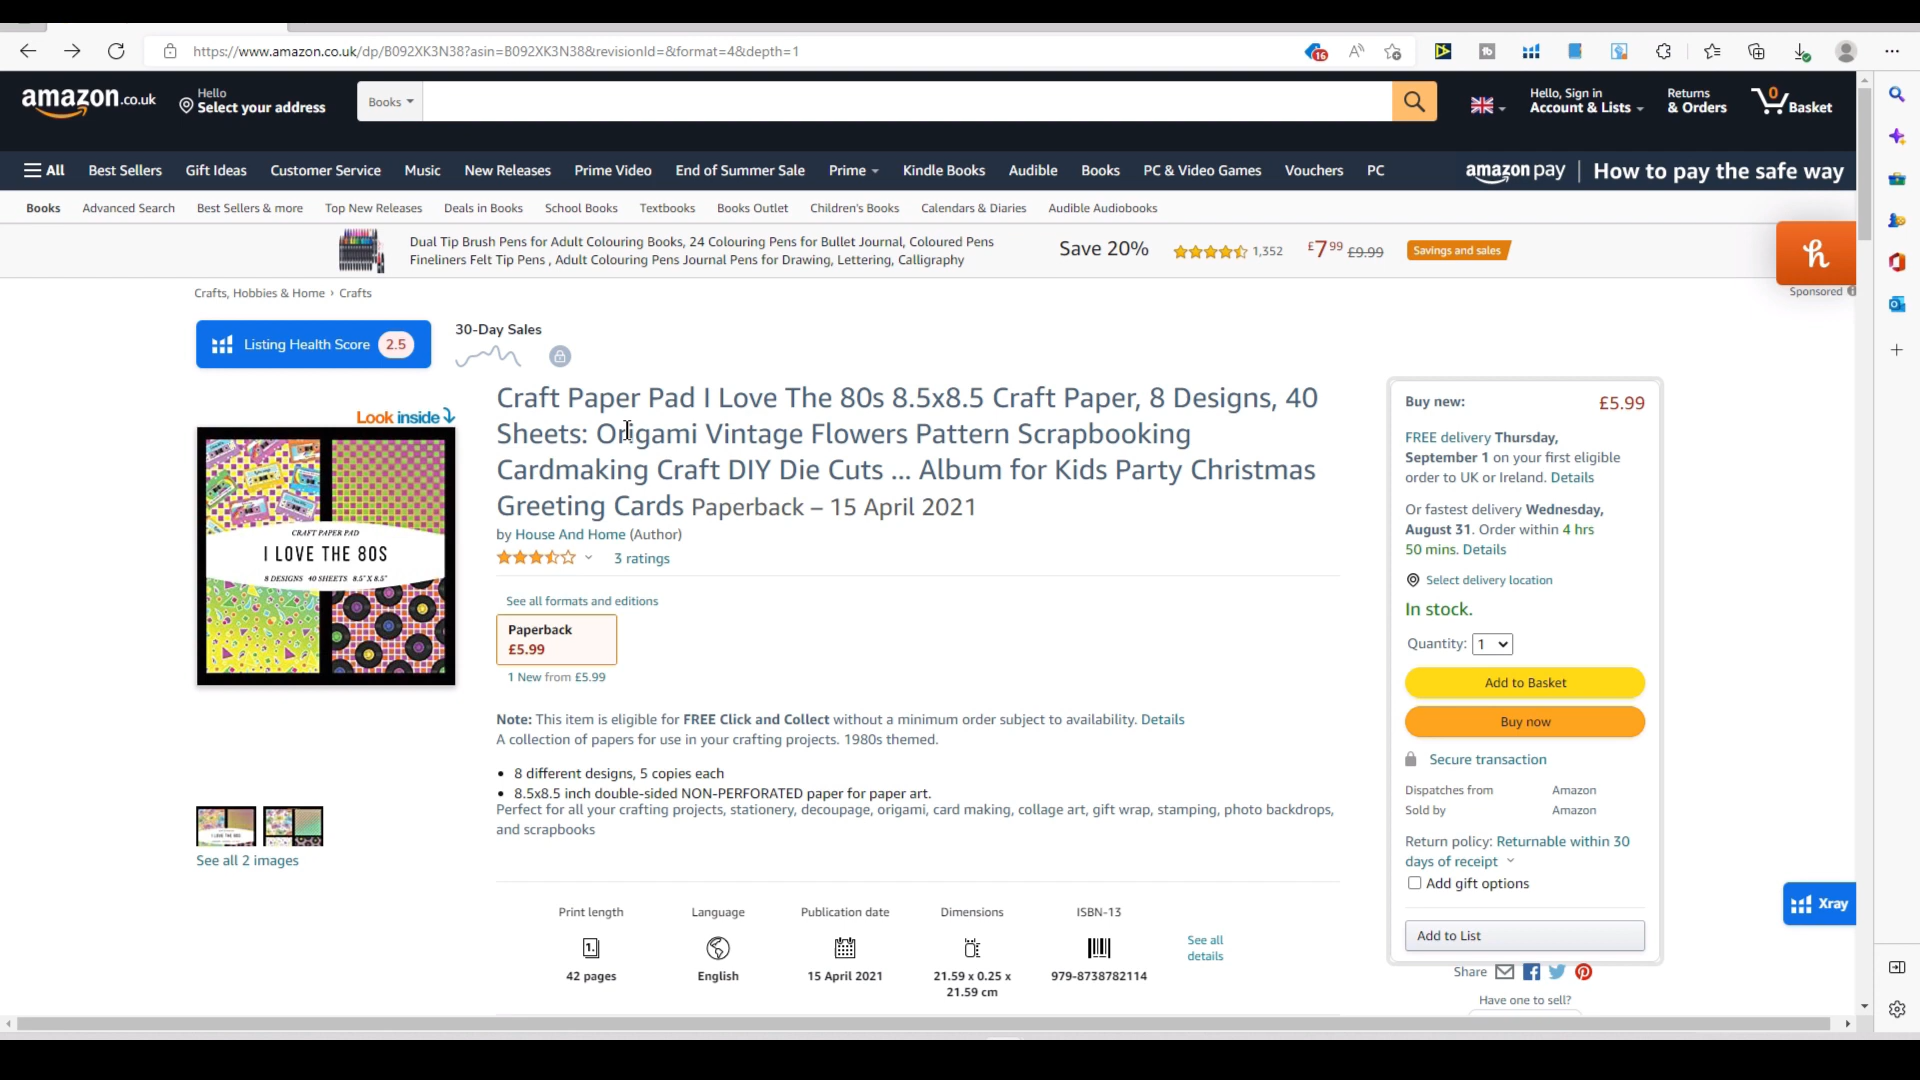 https://www.amazon.co.uk/dp/B092XK3N38?asin=B092XK3N38&revisionId=&format=4&depth=1
16
amazon.co.uk
Hello
Select your address
Books
Hello, Sign in
Account & Lists
Returns
& Orders
0
Basket
All
Best Sellers
Gift Ideas
Customer Service
Music
New Releases
Prime Video
End of Summer Sale
Prime
Kindle Books
Audible
Books
PC & Video Games
Vouchers
PC
amazon pay
How to pay the safe way
Books
Advanced Search
Best Sellers & more
Top New Releases
Deals in Books
School Books
Textbooks
Books Outlet
Children's Books
Calendars & Diaries
Audible Audiobooks
Dual Tip Brush Pens for Adult Colouring Books, 24 Colouring Pens for Bullet Journal, Coloured Pens
Fineliners Felt Tip Pens , Adult Colouring Pens Journal Pens for Drawing, Lettering, Calligraphy
Save 20%
1,352
£7 99 £9.99
Savings and sales
h
Sponsored
Crafts, Hobbies & Home › Crafts
Listing Health Score 2.5
30-Day Sales
Look inside
CRAFT PAPER PAD
I LOVE THE 80S
8 DESIGNS 40 SHEETS 8.5" X 8.5"
See all 2 images
Craft Paper Pad I Love The 80s 8.5x8.5 Craft Paper, 8 Designs, 40
Sheets: Origami Vintage Flowers Pattern Scrapbooking
Cardmaking Craft DIY Die Cuts ... Album for Kids Party Christmas
Greeting Cards Paperback – 15 April 2021
by House And Home (Author)
3 ratings
See all formats and editions
Paperback
£5.99
1 New from £5.99
Note: This item is eligible for FREE Click and Collect without a minimum order subject to availability. Details
A collection of papers for use in your crafting projects. 1980s themed.
• 8 different designs, 5 copies each
• 8.5x8.5 inch double-sided NON-PERFORATED paper for paper art.
Perfect for all your crafting projects, stationery, decoupage, origami, card making, collage art, gift wrap, stamping, photo backdrops,
and scrapbooks
Print length
42 pages
Language
English
Publication date
15 April 2021
Dimensions
21.59 x 0.25 x
21.59 cm
ISBN-13
979-8738782114
See all
details
Buy new:
£5.99
FREE delivery Thursday,
September 1 on your first eligible
order to UK or Ireland. Details
Or fastest delivery Wednesday,
August 31. Order within 4 hrs
50 mins. Details
Select delivery location
In stock.
Quantity: 1
Add to Basket
Buy now
Secure transaction
Dispatches from Amazon
Sold by Amazon
Return policy: Returnable within 30
days of receipt
Add gift options
Add to List
Share
Have one to sell?
Xray